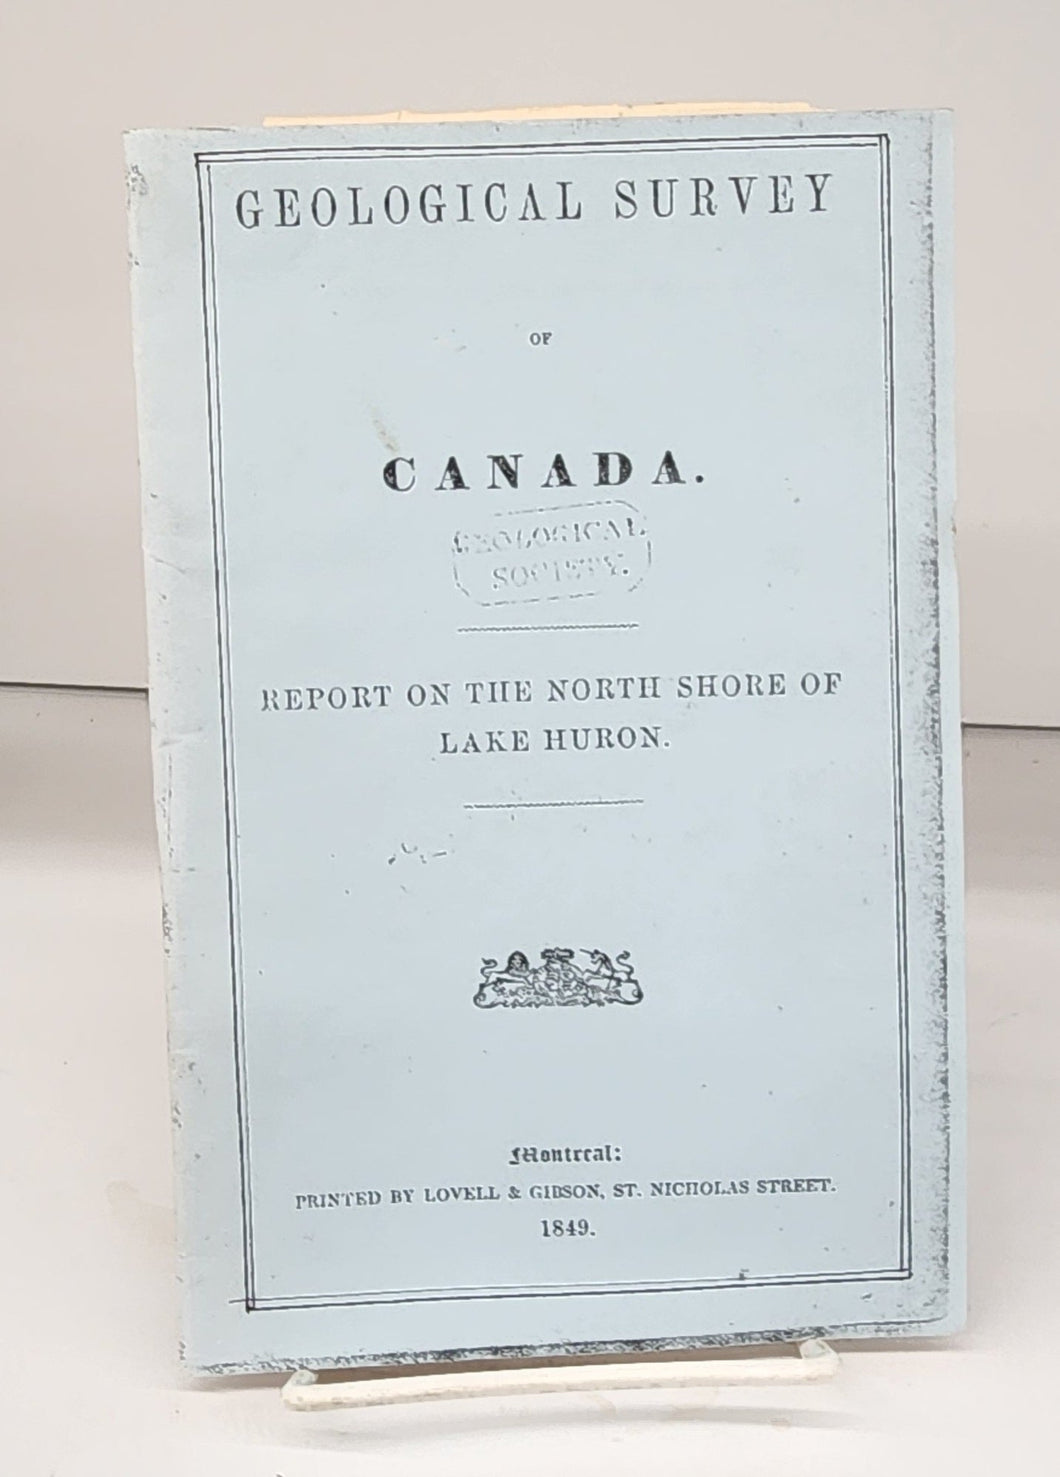 GEOLOGICAL SURVEY
OF
CANADA.
GEOLOGICAL
SOCIETY.
REPORT ON THE NORTH SHORE OF
LAKE HURON.
Montreal:
PRINTED BY LOVELL & GIBSON, ST. NICHOLAS STREET.
1849.